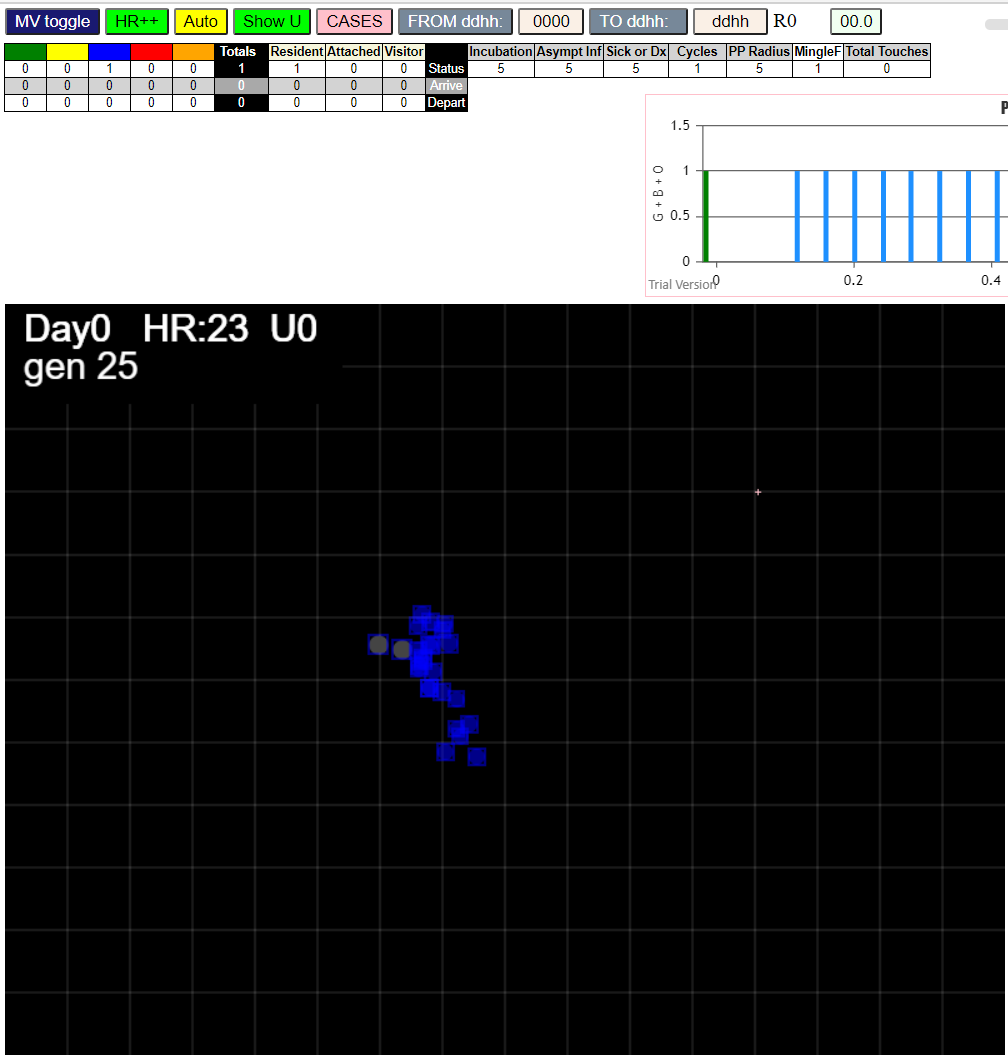 MV toggle HR++ Auto Show U CASES FROM ddhh: 0000 TO ddhh: ddhh R0 00.0
Totals Resident Attached Visitor Incubation Asympt Inf Sick or Dx Cycles PP Radius MingleF Total Touches
0 0 1 0 0 1 1 0 0 Status 5 5 5 1 5 1 0
0 0 0 0 0 0 0 0 0 Arrive
0 0 0 0 0 0 0 0 0 Depart
P
1.5
1
0.5
0
G + B + O
0 0.2 0.4
Trial Version
Day0 HR:23 U0
gen 25